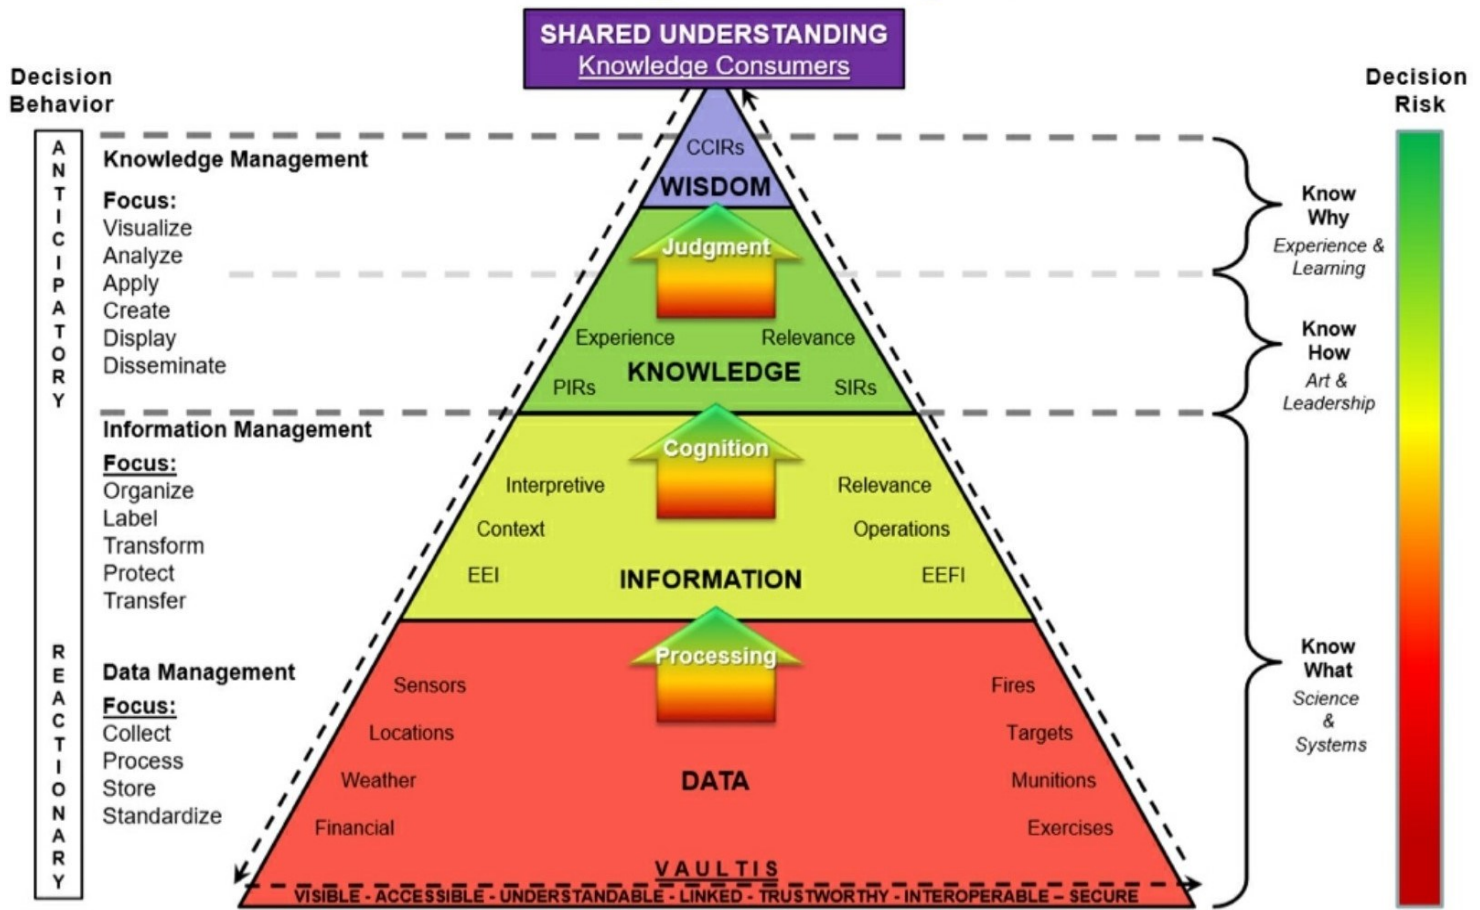 SHARED UNDERSTANDING
Knowledge Consumers
Decision
Behavior
ANTICIPATORY
REACTIONARY
Knowledge Management
Focus:
Visualize
Analyze
Apply
Create
Display
Disseminate
Information Management
Focus:
Organize
Label
Transform
Protect
Transfer
Data Management
Focus:
Collect
Process
Store
Standardize
CCIRs
WISDOM
Judgment
Experience Relevance
KNOWLEDGE
PIRs SIRs
Cognition
Interpretive Relevance
Context Operations
EEI EEFI
INFORMATION
Processing
Sensors Fires
Locations Targets
Weather Munitions
DATA
Financial Exercises
VAULTIS
VISIBLE - ACCESSIBLE - UNDERSTANDABLE - LINKED - TRUSTWORTHY - INTEROPERABLE – SECURE
Know
Why
Experience &
Learning
Know
How
Art &
Leadership
Know
What
Science
&
Systems
Decision
Risk